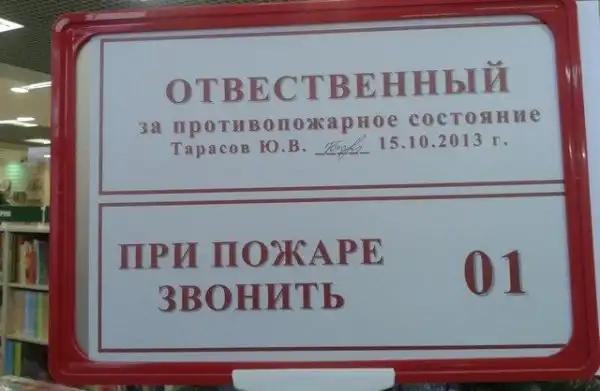 ОТВЕСТВЕННЫЙ
за противопожарное состояние
Тарасов Ю.В. 15.10.2013 г.
ПРИ ПОЖАРЕ
ЗВОНИТЬ
01